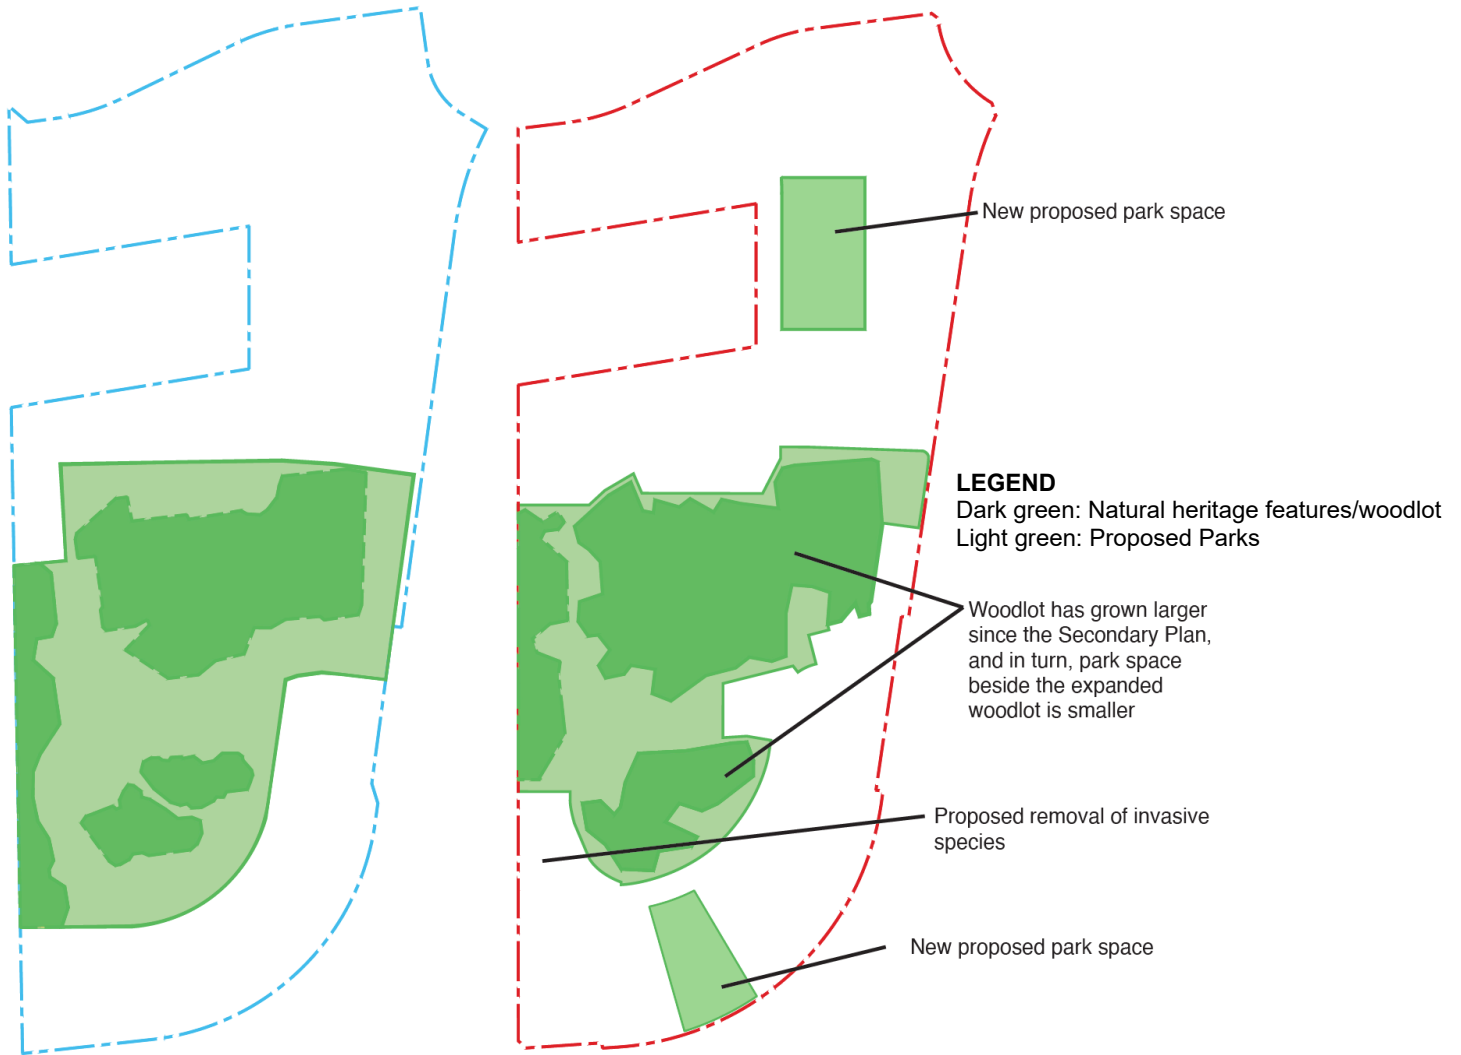 New proposed park space
LEGEND
Dark green: Natural heritage features/woodlot
Light green: Proposed Parks
Woodlot has grown larger
since the Secondary Plan,
and in turn, park space
beside the expanded
woodlot is smaller
Proposed removal of invasive
species
New proposed park space